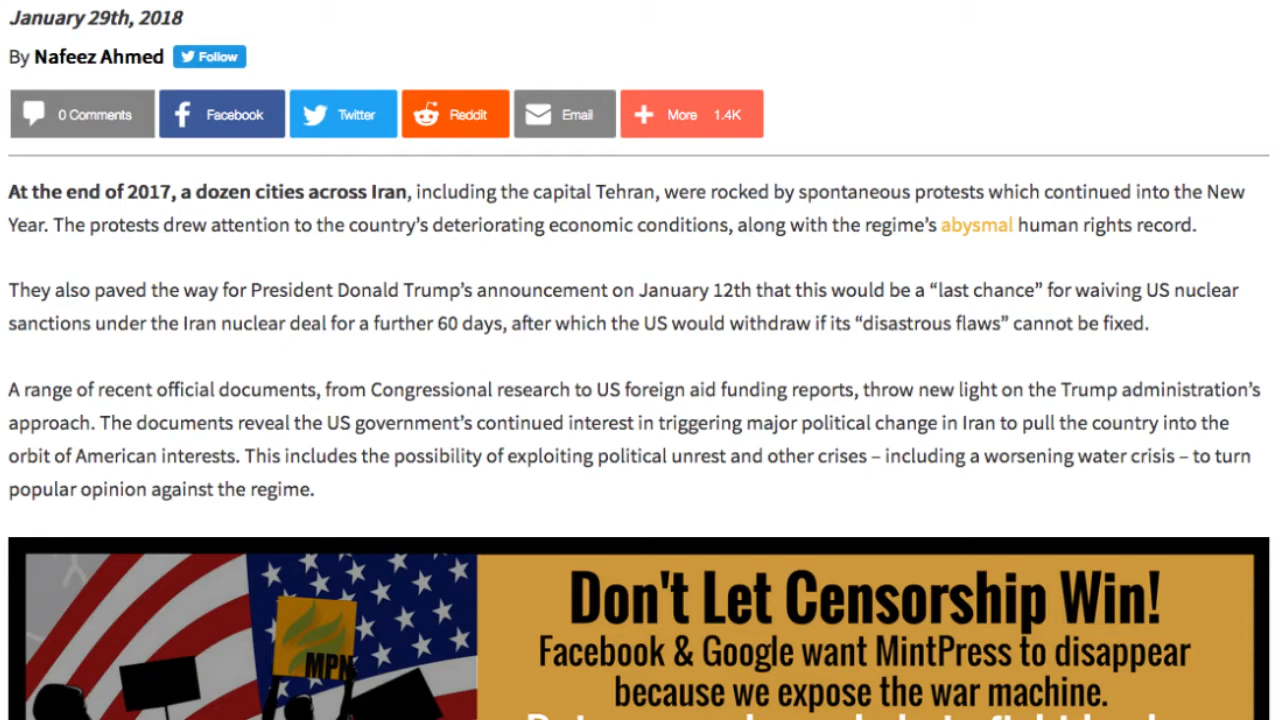 January 29th, 2018
By Nafeez Ahmed Follow
0 Comments Facebook Twitter Reddit Email More 1.4K
At the end of 2017, a dozen cities across Iran, including the capital Tehran, were rocked by spontaneous protests which continued into the New
Year. The protests drew attention to the country’s deteriorating economic conditions, along with the regime’s abysmal human rights record.
They also paved the way for President Donald Trump’s announcement on January 12th that this would be a “last chance” for waiving US nuclear
sanctions under the Iran nuclear deal for a further 60 days, after which the US would withdraw if its “disastrous flaws” cannot be fixed.
A range of recent official documents, from Congressional research to US foreign aid funding reports, throw new light on the Trump administration’s
approach. The documents reveal the US government’s continued interest in triggering major political change in Iran to pull the country into the
orbit of American interests. This includes the possibility of exploiting political unrest and other crises – including a worsening water crisis – to turn
popular opinion against the regime.
Don't Let Censorship Win!
Facebook & Google want MintPress to disappear
because we expose the war machine.
MPN